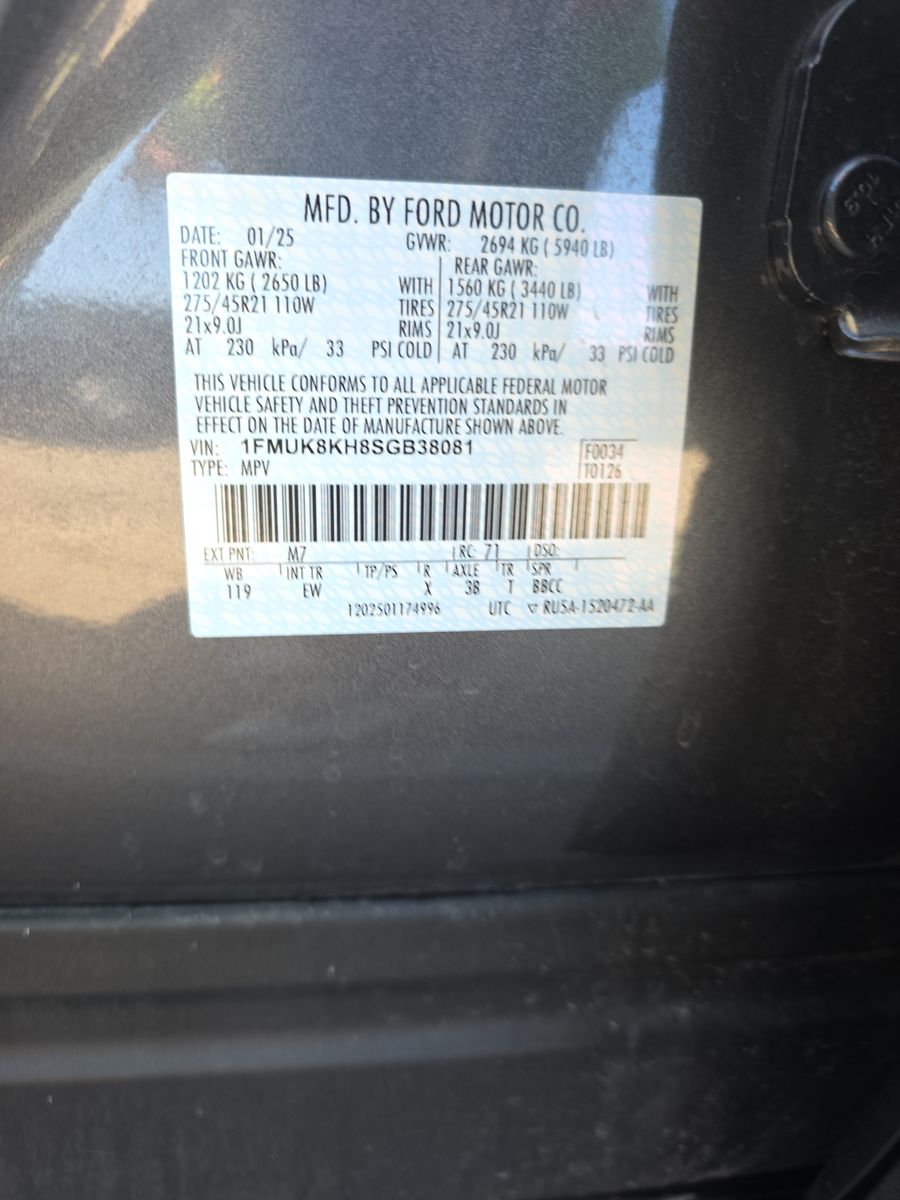 MFD. BY FORD MOTOR CO.
DATE: 01/25 GVWR: 2694 KG ( 5940 LB)
FRONT GAWR: REAR GAWR:
1202 KG ( 2650 LB) WITH 1560 KG ( 3440 LB) WITH
275/45R21 110W TIRES 275/45R21 110W TIRES
21x9.0J RIMS 21x9.0J RIMS
AT 230 kPa/ 33 PSI COLD AT 230 kPa/ 33 PSI COLD
THIS VEHICLE CONFORMS TO ALL APPLICABLE FEDERAL MOTOR
VEHICLE SAFETY AND THEFT PREVENTION STANDARDS IN
EFFECT ON THE DATE OF MANUFACTURE SHOWN ABOVE.
VIN: 1FMUK8KH8SGB38081 F0034
TYPE: MPV T0126
EXT PNT: M7 RC: 71 DSO:
WB INT TR TP/PS R AXLE TR SPR
119 EW X 3B T BBCC
1202501174996 UTC ▽ RU5A-1520472-AA